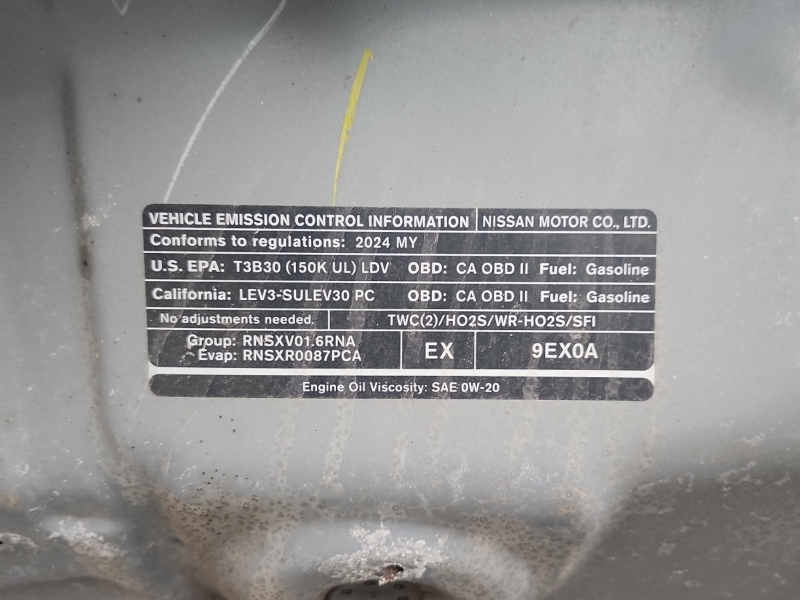 VEHICLE EMISSION CONTROL INFORMATION NISSAN MOTOR CO., LTD.
Conforms to regulations: 2024 MY
U.S. EPA: T3B30 (150K UL) LDV OBD: CA OBD II Fuel: Gasoline
California: LEV3-SULEV30 PC OBD: CA OBD II Fuel: Gasoline
No adjustments needed. TWC(2)/HO2S/WR-HO2S/SFI
Group: RNSXV01.6RNA
Evap: RNSXR0087PCA
EX 9EX0A
Engine Oil Viscosity: SAE 0W-20